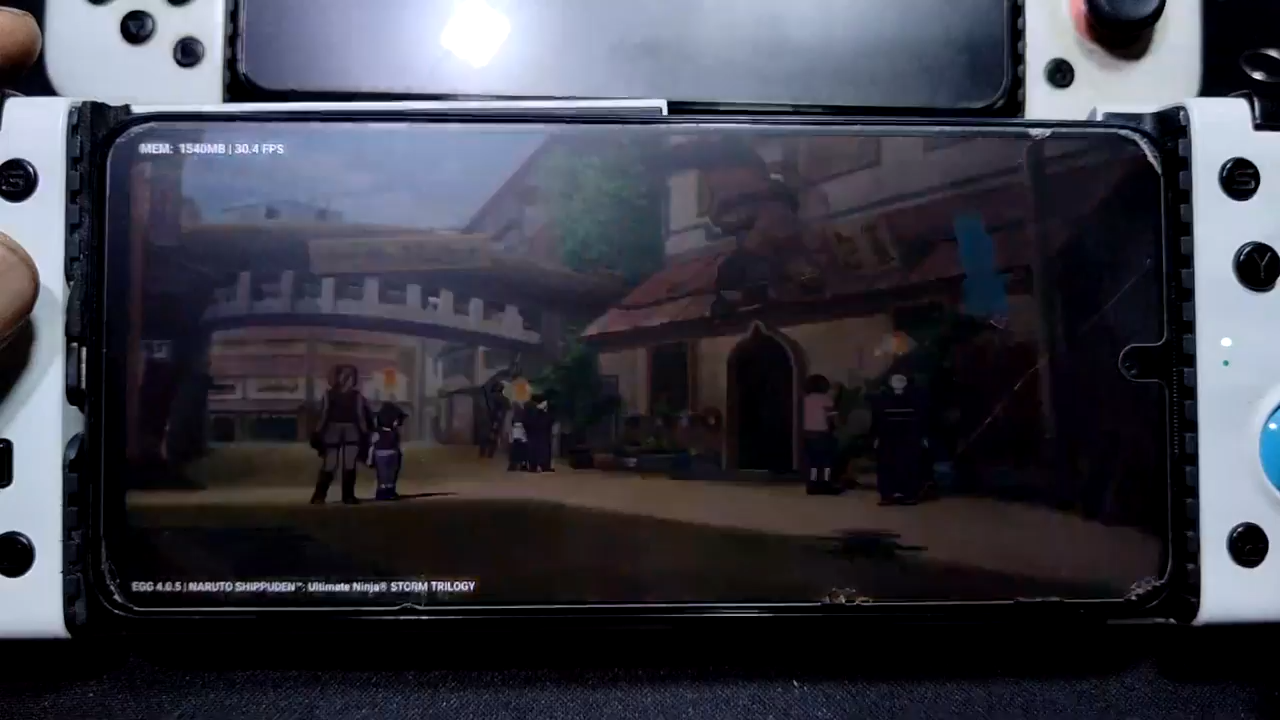 MEM: 1540MB | 30.4 FPS
S
S
Y
EGG 4.0.5 | NARUTO SHIPPUDEN™: Ultimate Ninja® STORM TRILOGY